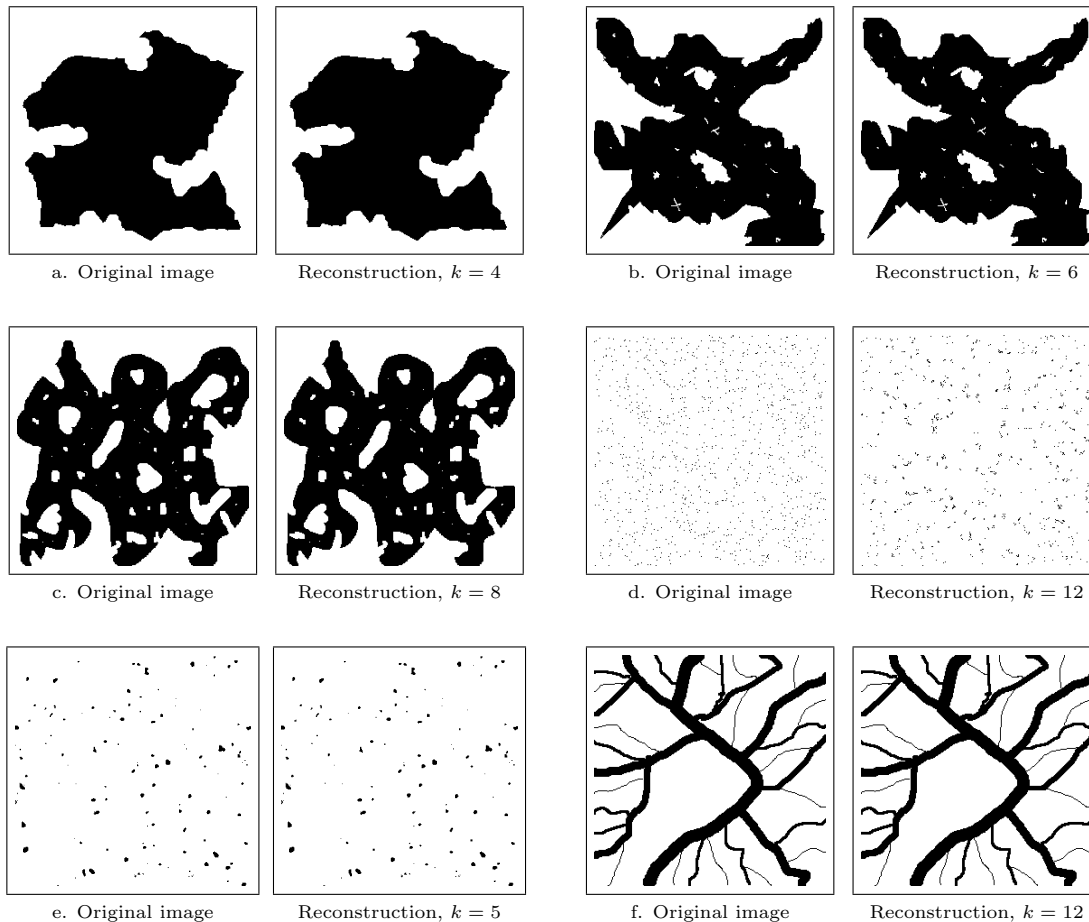 a. Original image Reconstruction, k = 4 b. Original image Reconstruction, k = 6
c. Original image Reconstruction, k = 8 d. Original image Reconstruction, k = 12
e. Original image Reconstruction, k = 5 f. Original image Reconstruction, k = 12